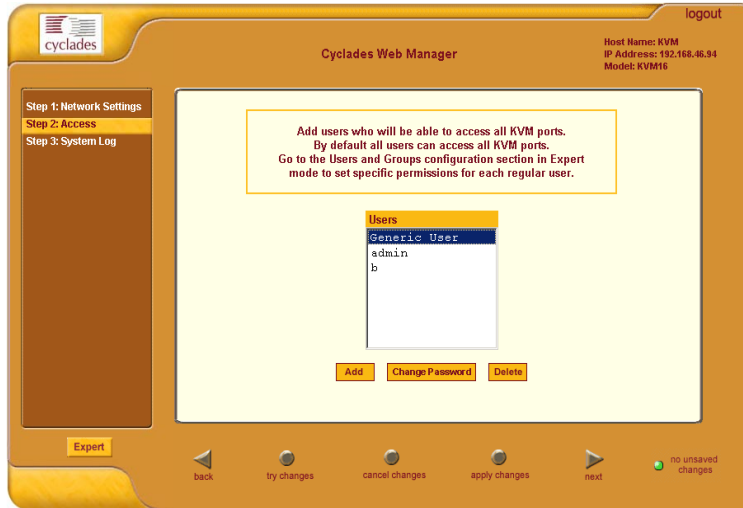 logout
cyclades
Cyclades Web Manager
Host Name: KVM
IP Address: 192.168.46.94
Model: KVM16
Step 1: Network Settings
Step 2: Access
Step 3: System Log
Add users who will be able to access all KVM ports.
By default all users can access all KVM ports.
Go to the Users and Groups configuration section in Expert
mode to set specific permissions for each regular user.
Users
Generic User
admin
b
Add
Change Password
Delete
Expert
back
try changes
cancel changes
apply changes
next
no unsaved
changes